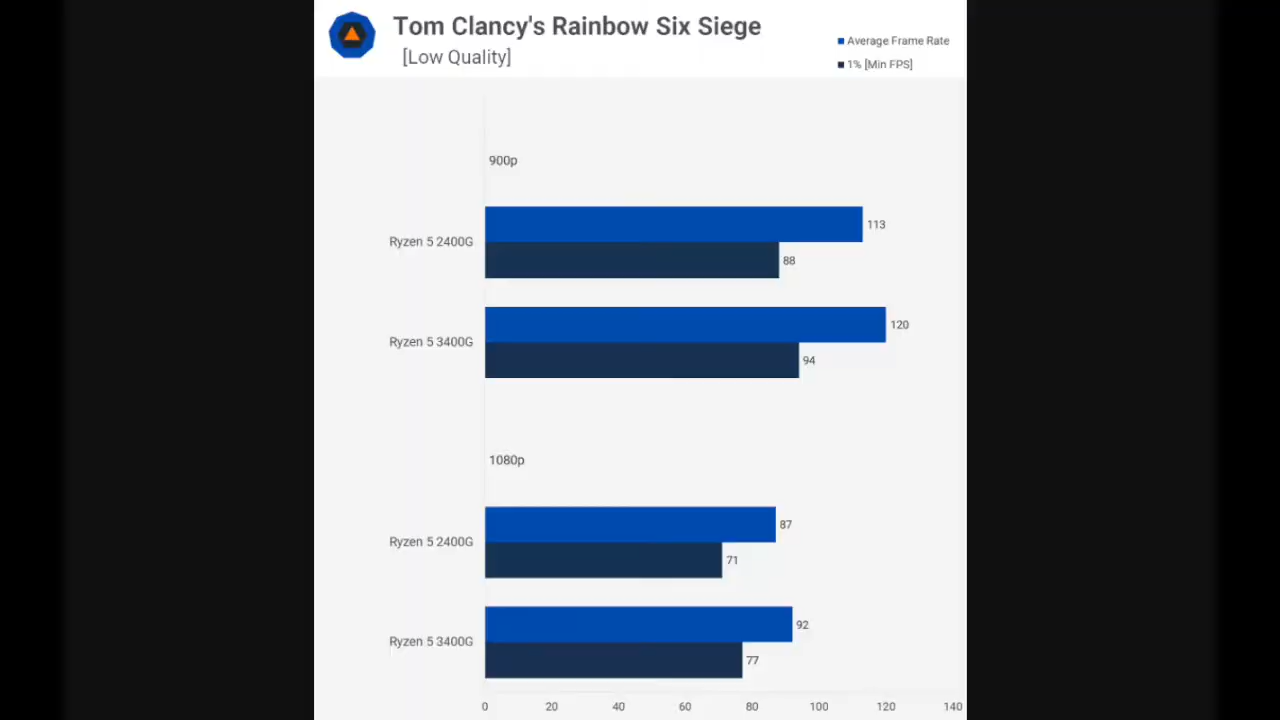 Tom Clancy's Rainbow Six Siege
[Low Quality]
Average Frame Rate
1% [Min FPS]
900p
Ryzen 5 2400G
113
88
Ryzen 5 3400G
120
94
1080p
Ryzen 5 2400G
87
71
Ryzen 5 3400G
92
77
0 20 40 60 80 100 120 140